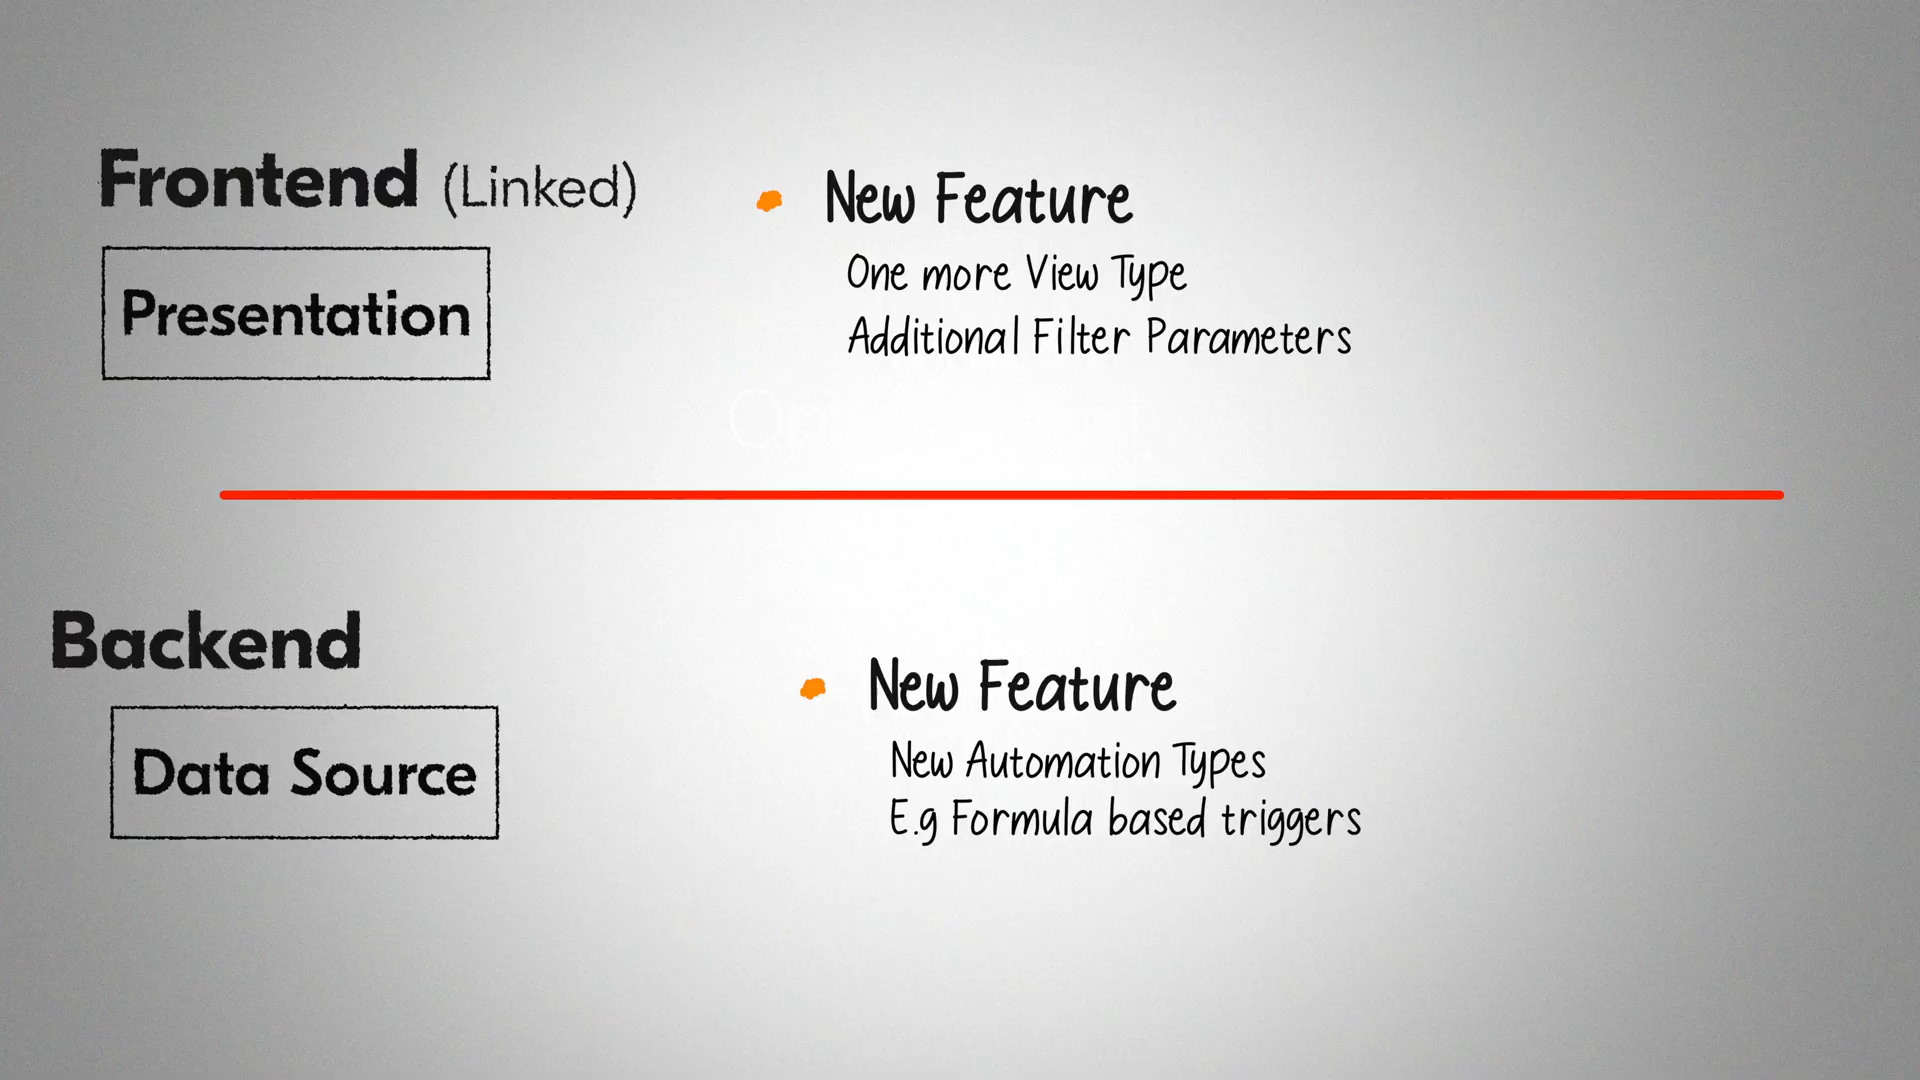 Frontend (Linked)
Presentation
New Feature
One more View Type
Additional Filter Parameters
Backend
Data Source
New Feature
New Automation Types
E.g Formula based triggers